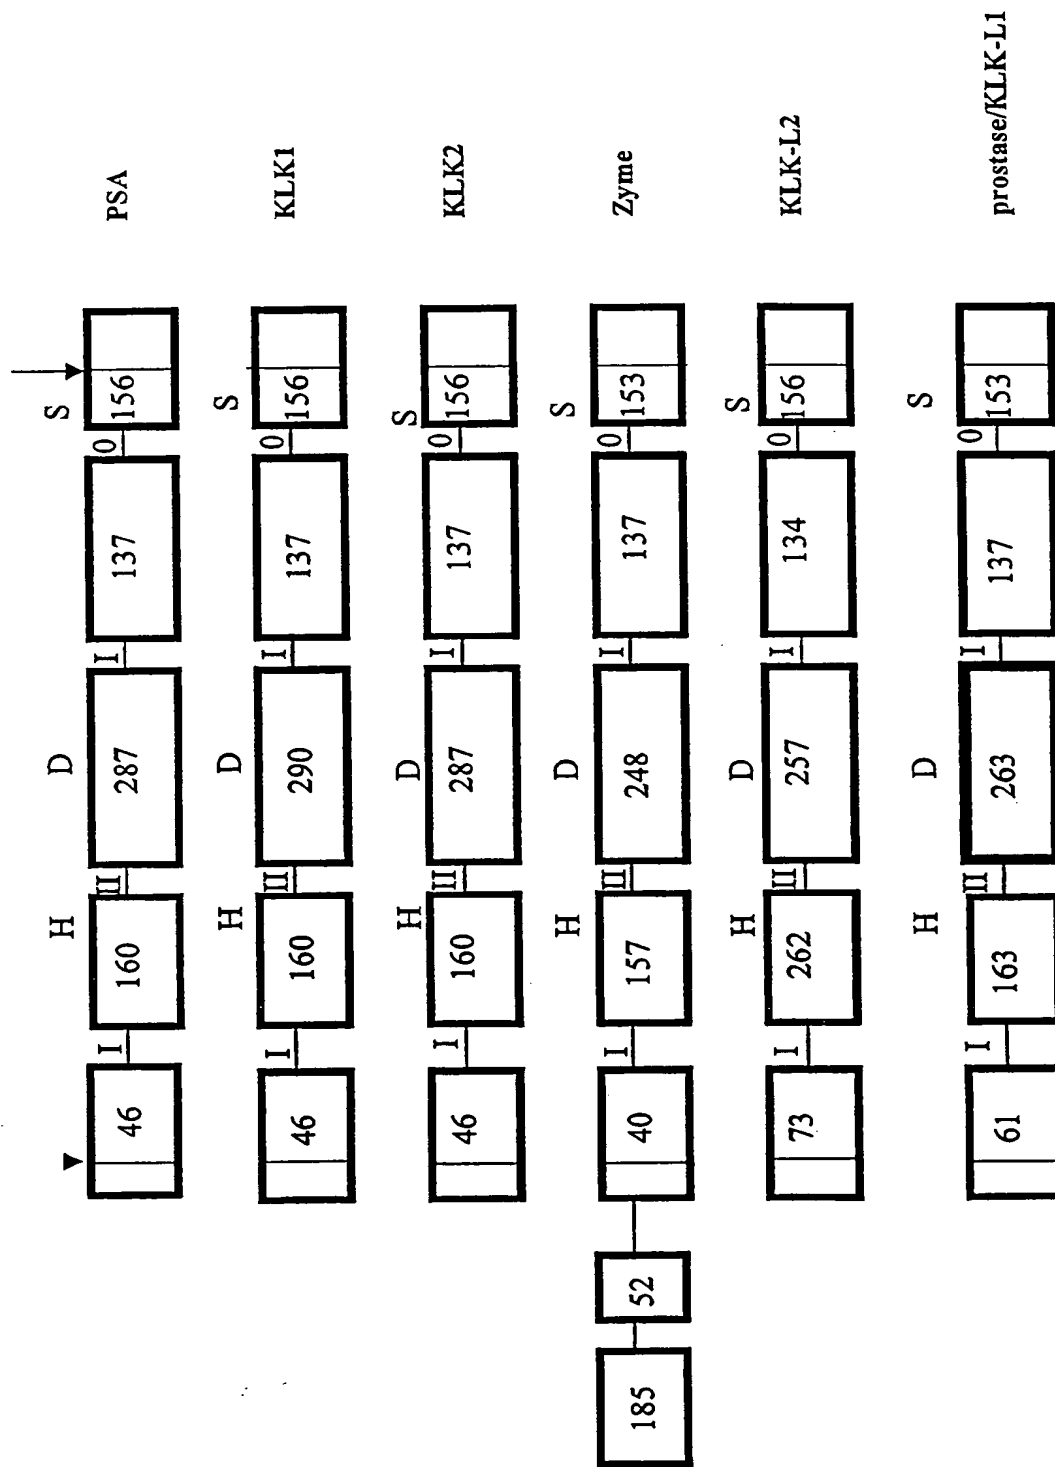 H D S
46 I 160 II 287 I 137 0 156 PSA
H D S
46 I 160 II 290 I 137 0 156 KLK1
H D S
46 I 160 II 287 I 137 0 156 KLK2
H D S
185 52 40 I 157 II 248 I 137 0 153 Zyme
H D S
73 I 262 II 257 I 134 0 156 KLK-L2
H D S
61 I 163 II 263 I 137 0 153 prostase/KLK-L1